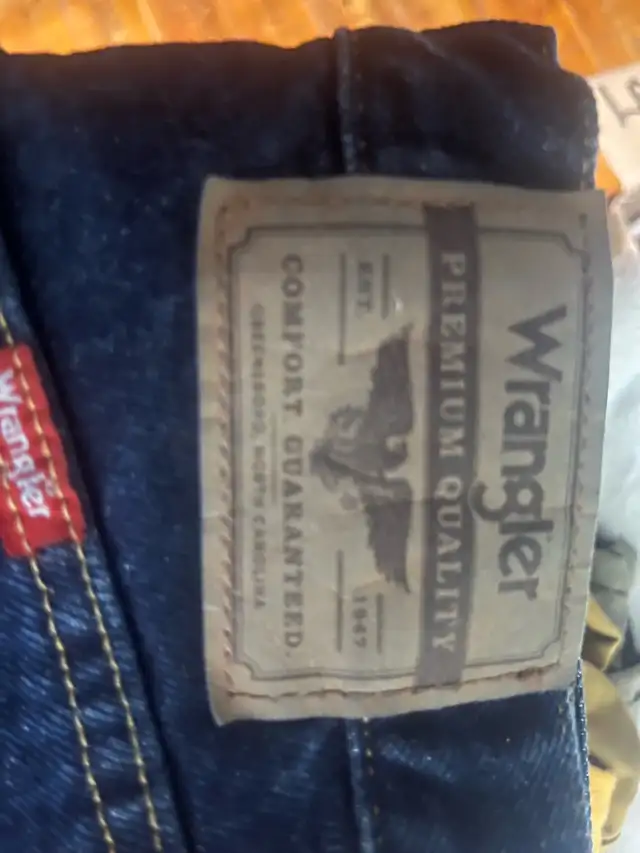 Wrangler
PREMIUM QUALITY
EST. 1947
COMFORT GUARANTEED.
GREENSBORO, NORTH CAROLINA
Wrangler